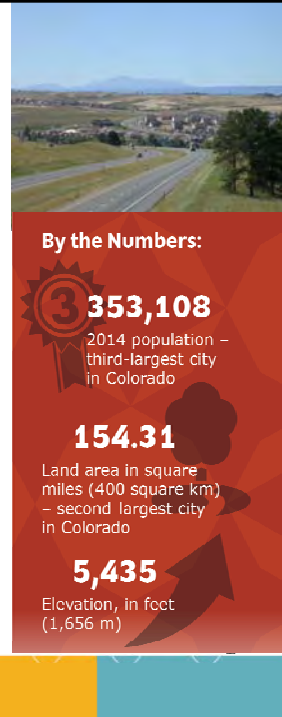 By the Numbers:
3
353,108
2014 population –
third-largest city
in Colorado
154.31
Land area in square
miles (400 square km)
– second largest city
in Colorado
5,435
Elevation, in feet
(1,656 m)